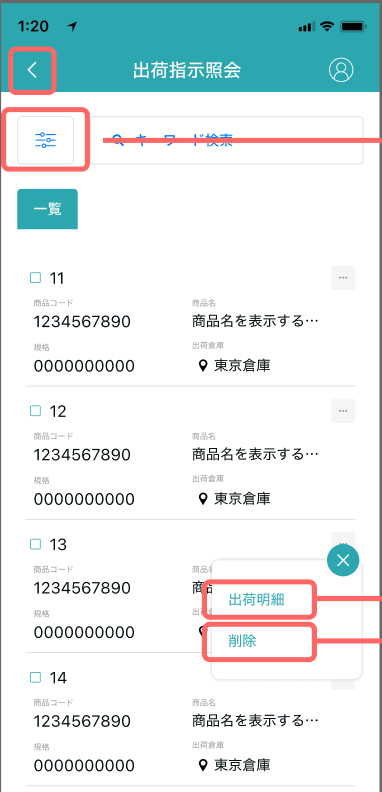 1:20
出荷指示照会
キーワード検索
一覧
11
商品コード 商品名
1234567890 商品名を表示する…
規格 出荷倉庫
0000000000 東京倉庫
12
商品コード 商品名
1234567890 商品名を表示する…
規格 出荷倉庫
0000000000 東京倉庫
13
商品コード 商品名
1234567890
規格
0000000000
出荷明細
削除
14
商品コード 商品名
1234567890 商品名を表示する…
規格 出荷倉庫
0000000000 東京倉庫